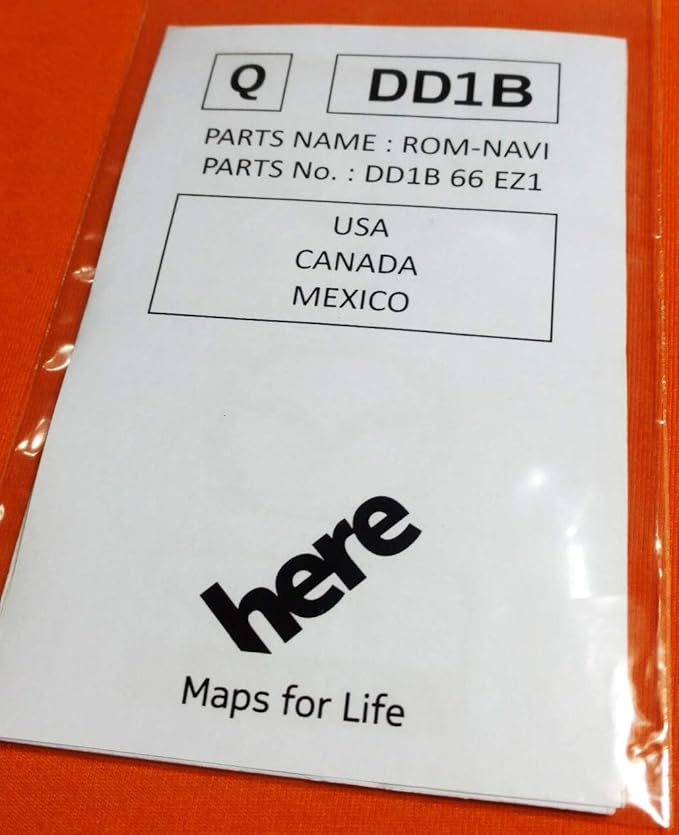 Q DD1B
PARTS NAME : ROM-NAVI
PARTS No. : DD1B 66 EZ1
USA
CANADA
MEXICO
here
Maps for Life